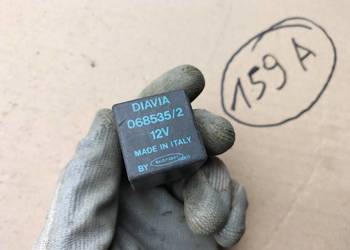 DIAVIA
068535/2
12V
MADE IN ITALY
BY
159 A